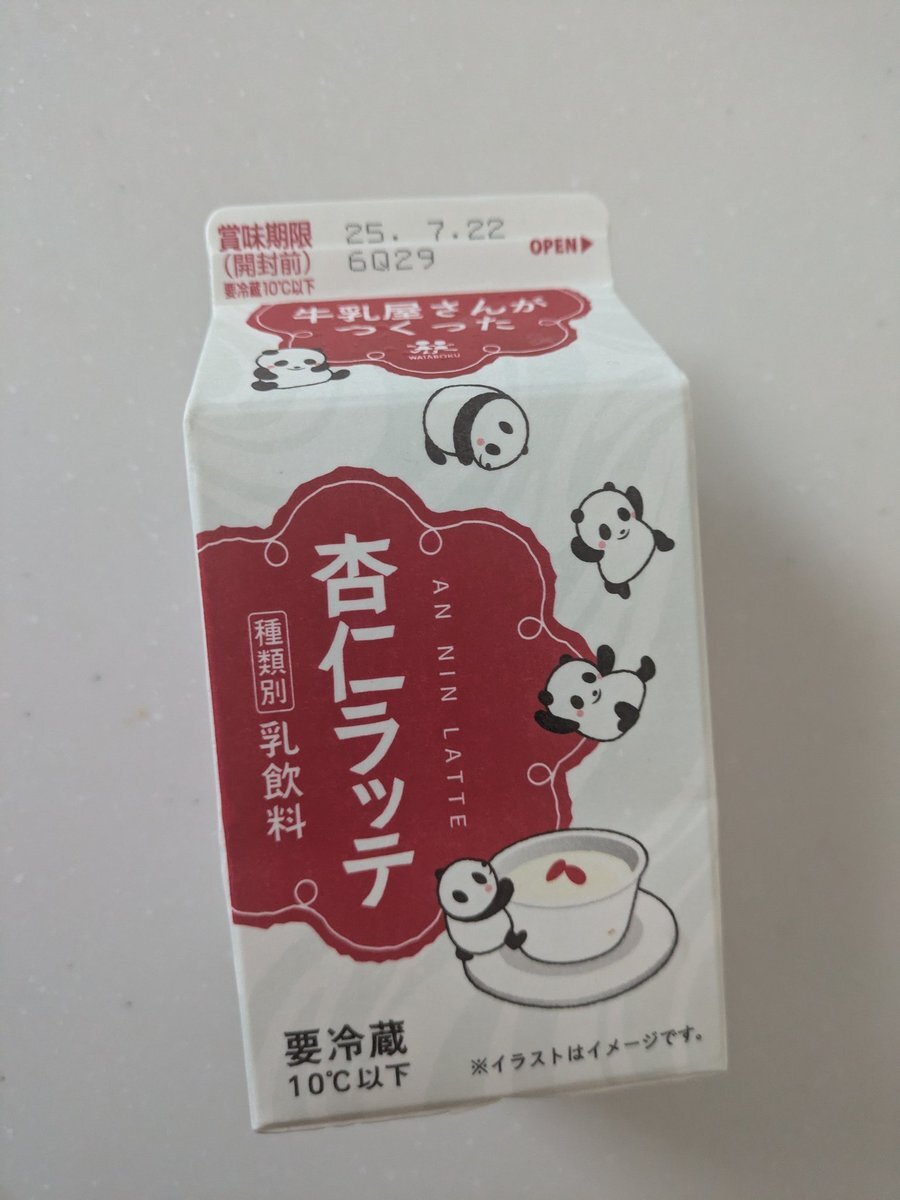 賞味期限
(開封前)
要冷蔵10℃以下
25. 7.22
6Q29
OPEN▶
牛乳屋さんが
つくった
WATABOKU
杏仁ラッテ
AN NIN LATTE
種類別
乳飲料
要冷蔵
10℃以下
※イラストはイメージです。